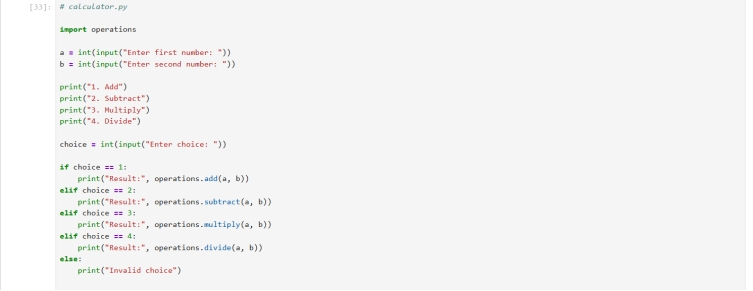 [33]: # calculator.py
import operations
a = int(input("Enter first number: "))
b = int(input("Enter second number: "))
print("1. Add")
print("2. Subtract")
print("3. Multiply")
print("4. Divide")
choice = int(input("Enter choice: "))
if choice == 1:
    print("Result:", operations.add(a, b))
elif choice == 2:
    print("Result:", operations.subtract(a, b))
elif choice == 3:
    print("Result:", operations.multiply(a, b))
elif choice == 4:
    print("Result:", operations.divide(a, b))
else:
    print("Invalid choice")